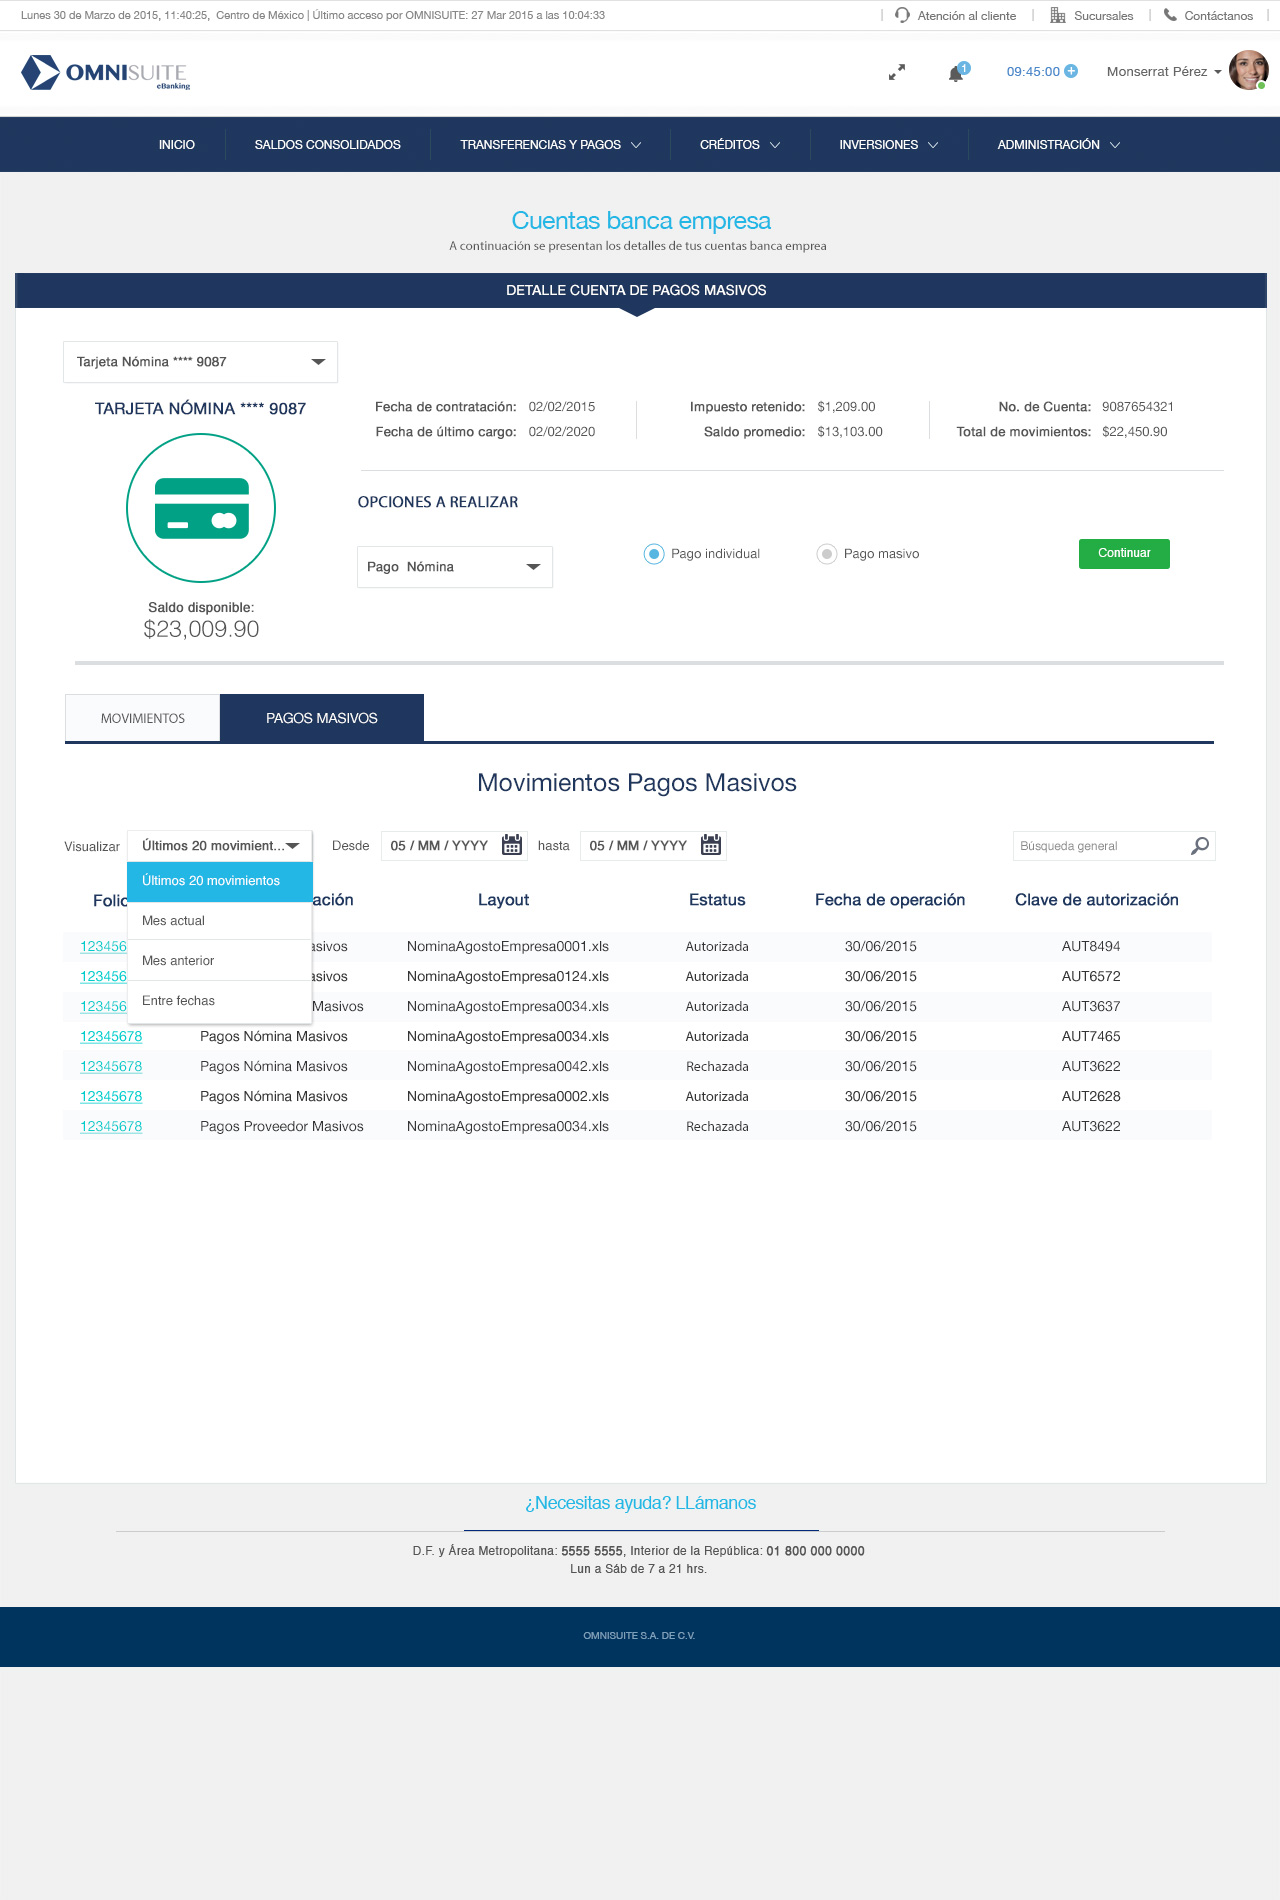 Lunes 30 de Marzo de 2015, 11:40:25,  Centro de México | Último acceso por OMNISUITE: 27 Mar 2015 a las 10:04:33
Atención al cliente
Sucursales
Contáctanos
OMNISUITE
eBanking
1
09:45:00
Monserrat Pérez
INICIO
SALDOS CONSOLIDADOS
TRANSFERENCIAS Y PAGOS
CRÉDITOS
INVERSIONES
ADMINISTRACIÓN
Cuentas banca empresa
A continuación se presentan los detalles de tus cuentas banca emprea
DETALLE CUENTA DE PAGOS MASIVOS
Tarjeta Nómina **** 9087
TARJETA NÓMINA **** 9087
Fecha de contratación: 02/02/2015
Impuesto retenido: $1,209.00
No. de Cuenta: 9087654321
Fecha de último cargo: 02/02/2020
Saldo promedio: $13,103.00
Total de movimientos: $22,450.90
OPCIONES A REALIZAR
Pago  Nómina
Pago individual
Pago masivo
Continuar
Saldo disponible:
$23,009.90
MOVIMIENTOS
PAGOS MASIVOS
Movimientos Pagos Masivos
Visualizar
Últimos 20 movimient...
Desde
05 / MM / YYYY
hasta
05 / MM / YYYY
Búsqueda general
Últimos 20 movimientos
Mes actual
Mes anterior
Entre fechas
Folio ación Layout Estatus Fecha de operación Clave de autorización
123456 asivos NominaAgostoEmpresa0001.xls Autorizada 30/06/2015 AUT8494
123456 asivos NominaAgostoEmpresa0124.xls Autorizada 30/06/2015 AUT6572
123456 Masivos NominaAgostoEmpresa0034.xls Autorizada 30/06/2015 AUT3637
12345678 Pagos Nómina Masivos NominaAgostoEmpresa0034.xls Autorizada 30/06/2015 AUT7465
12345678 Pagos Nómina Masivos NominaAgostoEmpresa0042.xls Rechazada 30/06/2015 AUT3622
12345678 Pagos Nómina Masivos NominaAgostoEmpresa0002.xls Autorizada 30/06/2015 AUT2628
12345678 Pagos Proveedor Masivos NominaAgostoEmpresa0034.xls Rechazada 30/06/2015 AUT3622
¿Necesitas ayuda? LLámanos
D.F. y Área Metropolitana: 5555 5555, Interior de la República: 01 800 000 0000
Lun a Sáb de 7 a 21 hrs.
OMNISUITE S.A. DE C.V.